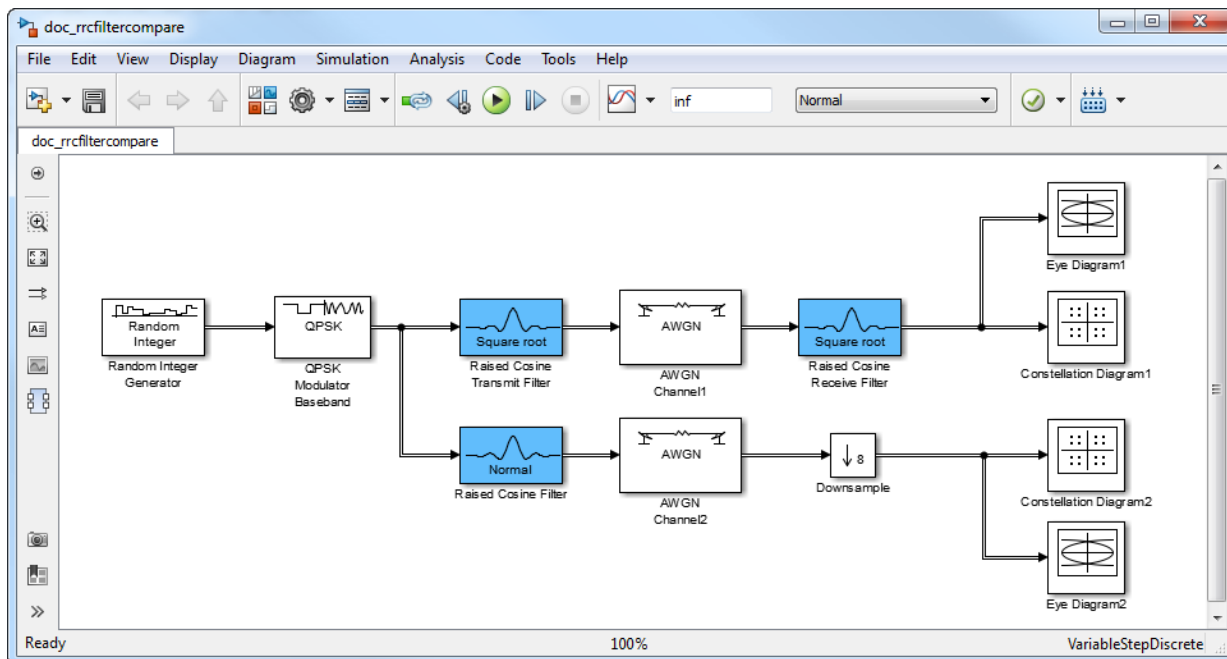 doc_rrcfiltercompare
File Edit View Display Diagram Simulation Analysis Code Tools Help
inf Normal
doc_rrcfiltercompare
Eye Diagram1
Random
Integer
Random Integer
Generator
QPSK
QPSK
Modulator
Baseband
Square root
Raised Cosine
Transmit Filter
AWGN
AWGN
Channel1
Square root
Raised Cosine
Receive Filter
Constellation Diagram1
Normal
Raised Cosine Filter
AWGN
AWGN
Channel2
8
Downsample
Constellation Diagram2
Eye Diagram2
Ready 100% VariableStepDiscrete